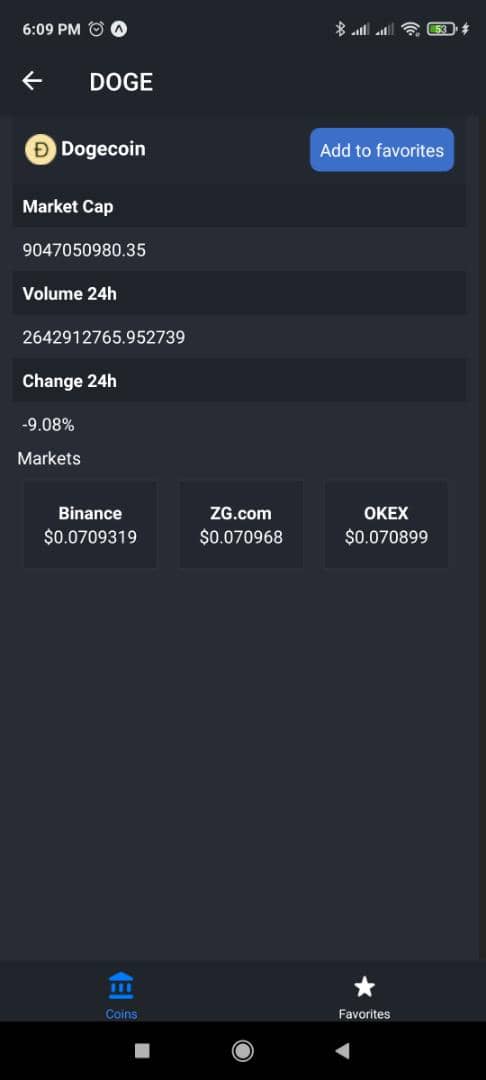 6:09 PM
53
DOGE
Dogecoin
Add to favorites
Market Cap
9047050980.35
Volume 24h
2642912765.952739
Change 24h
-9.08%
Markets
Binance
$0.0709319
ZG.com
$0.070968
OKEX
$0.070899
Coins
Favorites